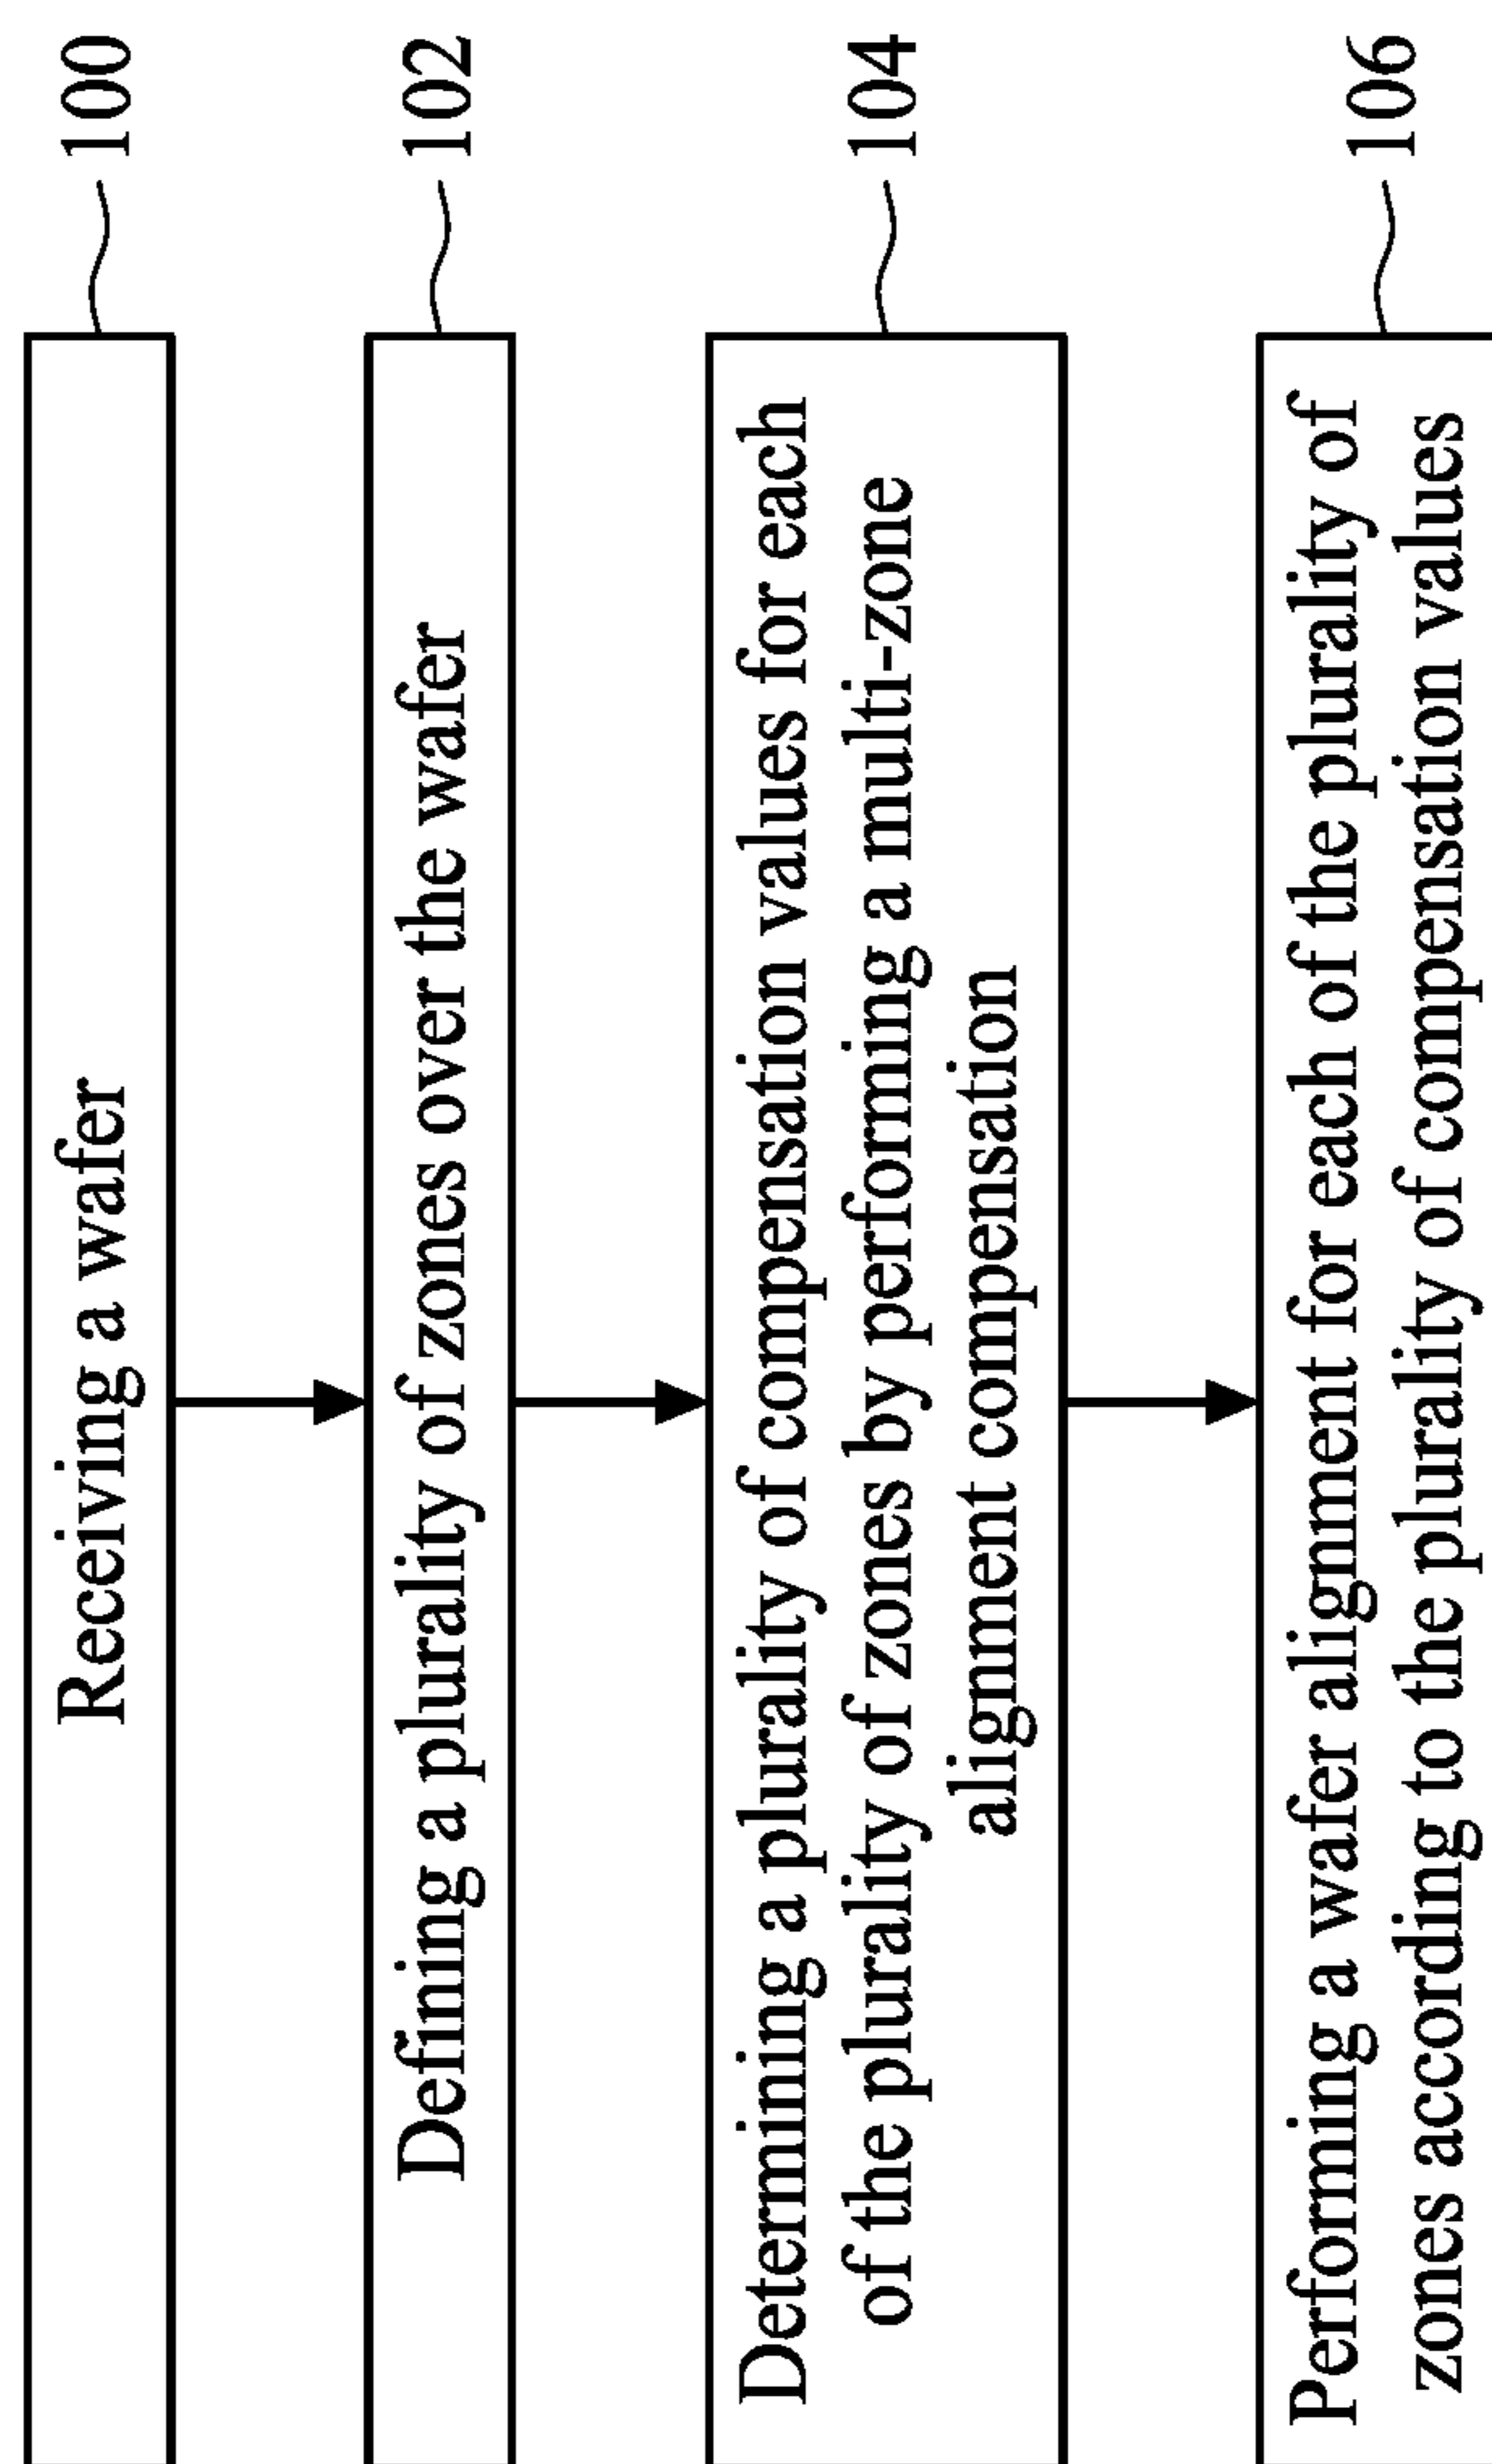 Receiving a wafer
100
Defining a plurality of zones over the wafer
102
Determining a plurality of compensation values for each
of the plurality of zones by performing a multi-zone
alignment compensation
104
Performing a wafer alignment for each of the plurality of
zones according to the plurality of compensation values
106